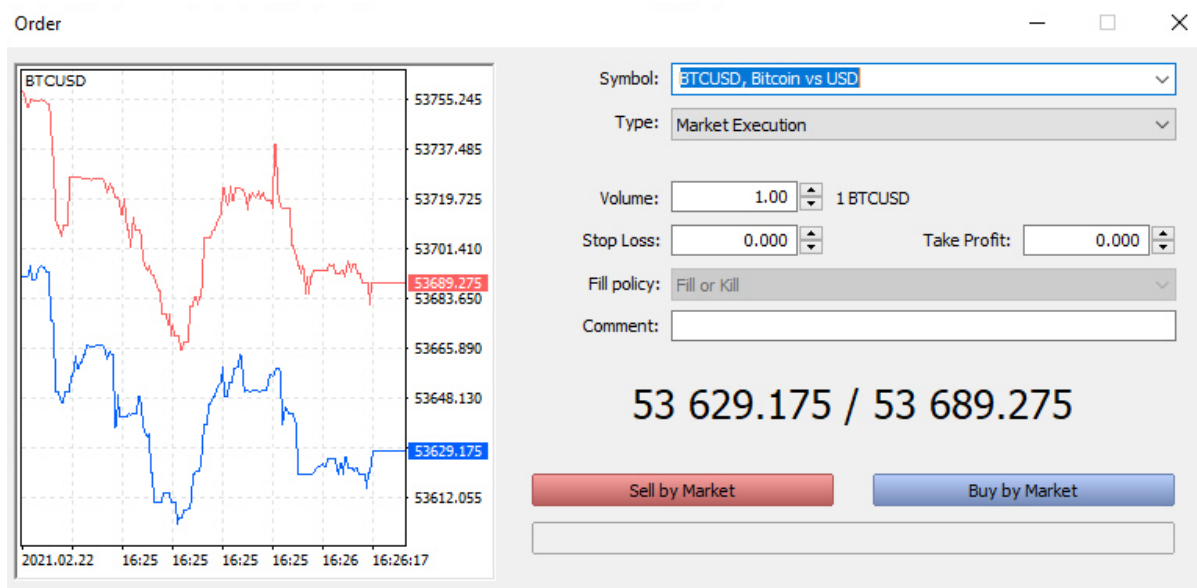 Order
BTCUSD
53755.245
53737.485
53719.725
53701.410
53689.275
53683.650
53665.890
53648.130
53629.175
53612.055
2021.02.22 16:25 16:25 16:25 16:25 16:26 16:26:17
Symbol: BTCUSD, Bitcoin vs USD
Type: Market Execution
Volume: 1.00 1 BTCUSD
Stop Loss: 0.000 Take Profit: 0.000
Fill policy: Fill or Kill
Comment:
53 629.175 / 53 689.275
Sell by Market Buy by Market